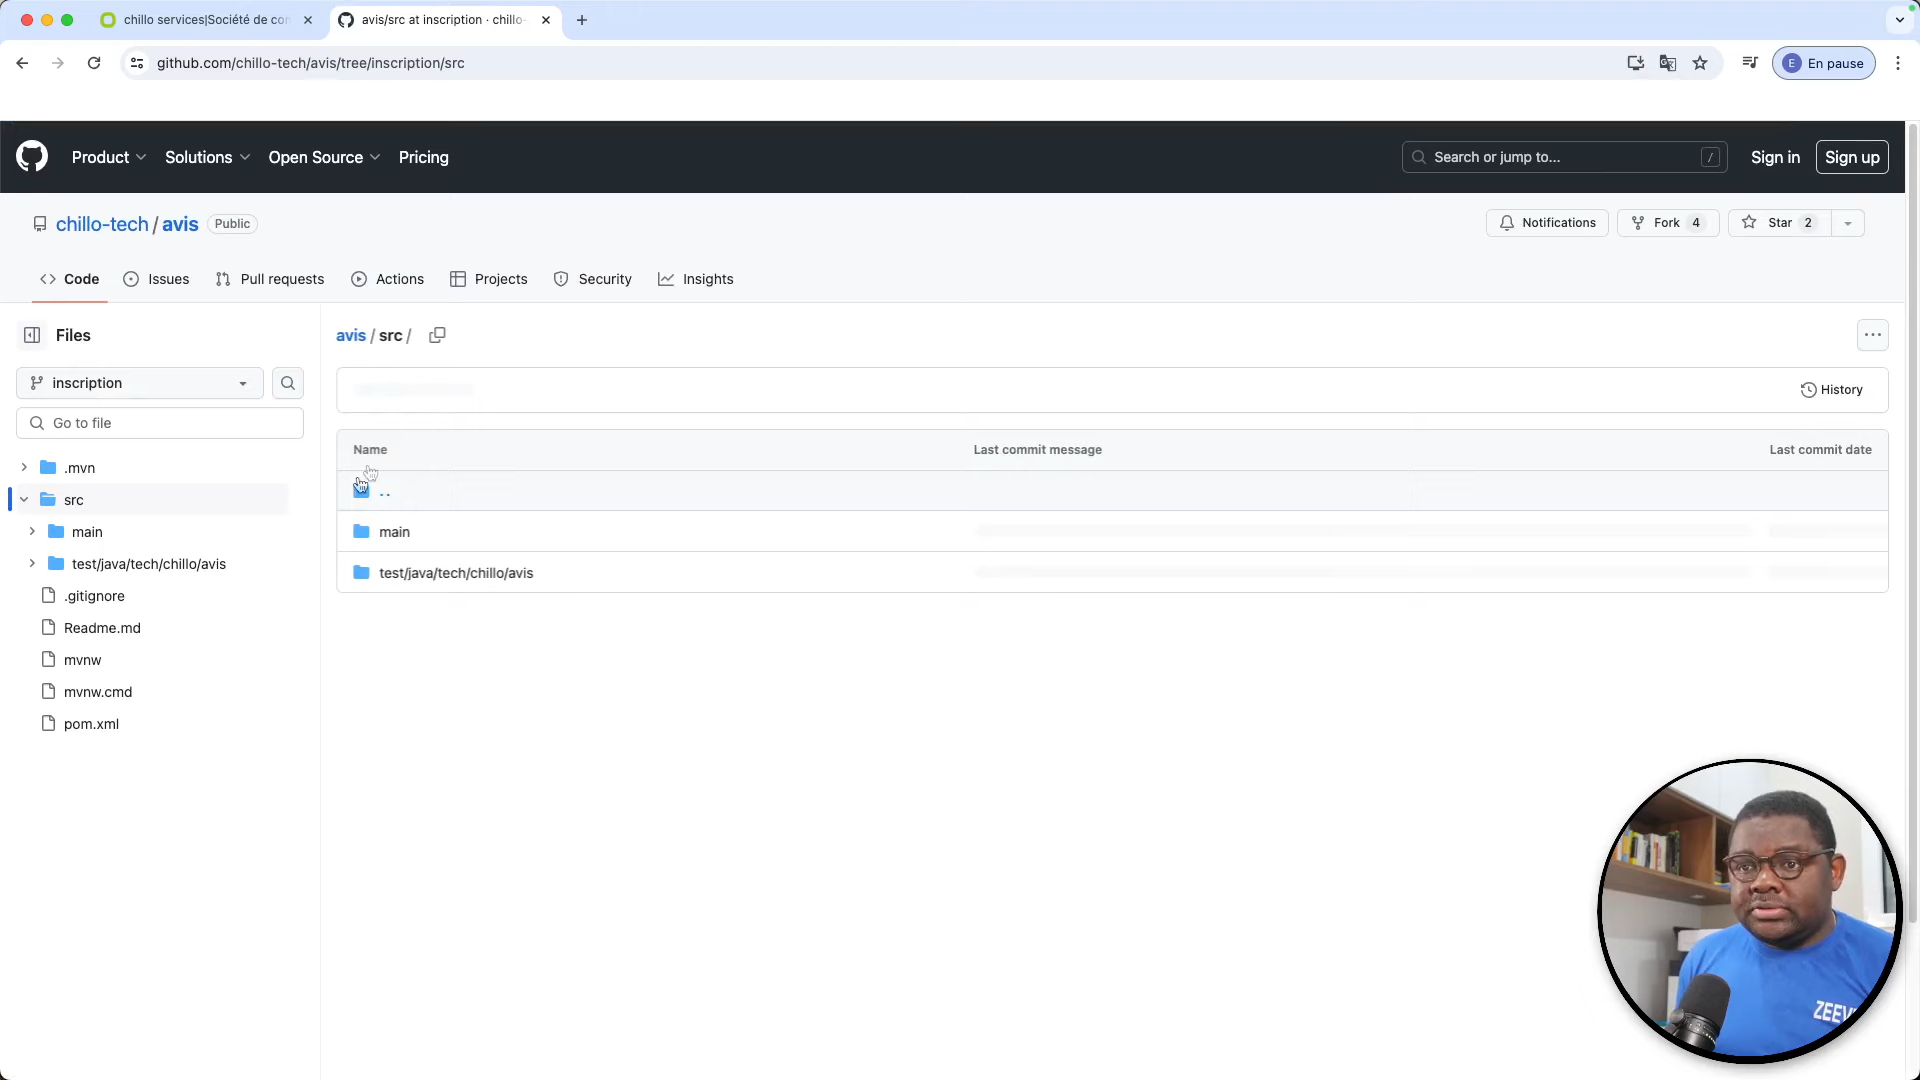 chillo services|Société de con
avis/src at inscription · chillo-
github.com/chillo-tech/avis/tree/inscription/src
E En pause
Product
Solutions
Open Source
Pricing
Search or jump to...
/
Sign in
Sign up
chillo-tech / avis
Public
Notifications
Fork 4
Star 2
Code
Issues
Pull requests
Actions
Projects
Security
Insights
Files
inscription
Go to file
.mvn
src
main
test/java/tech/chillo/avis
.gitignore
Readme.md
mvnw
mvnw.cmd
pom.xml
avis / src /
History
Name
Last commit message
Last commit date
..
main
test/java/tech/chillo/avis